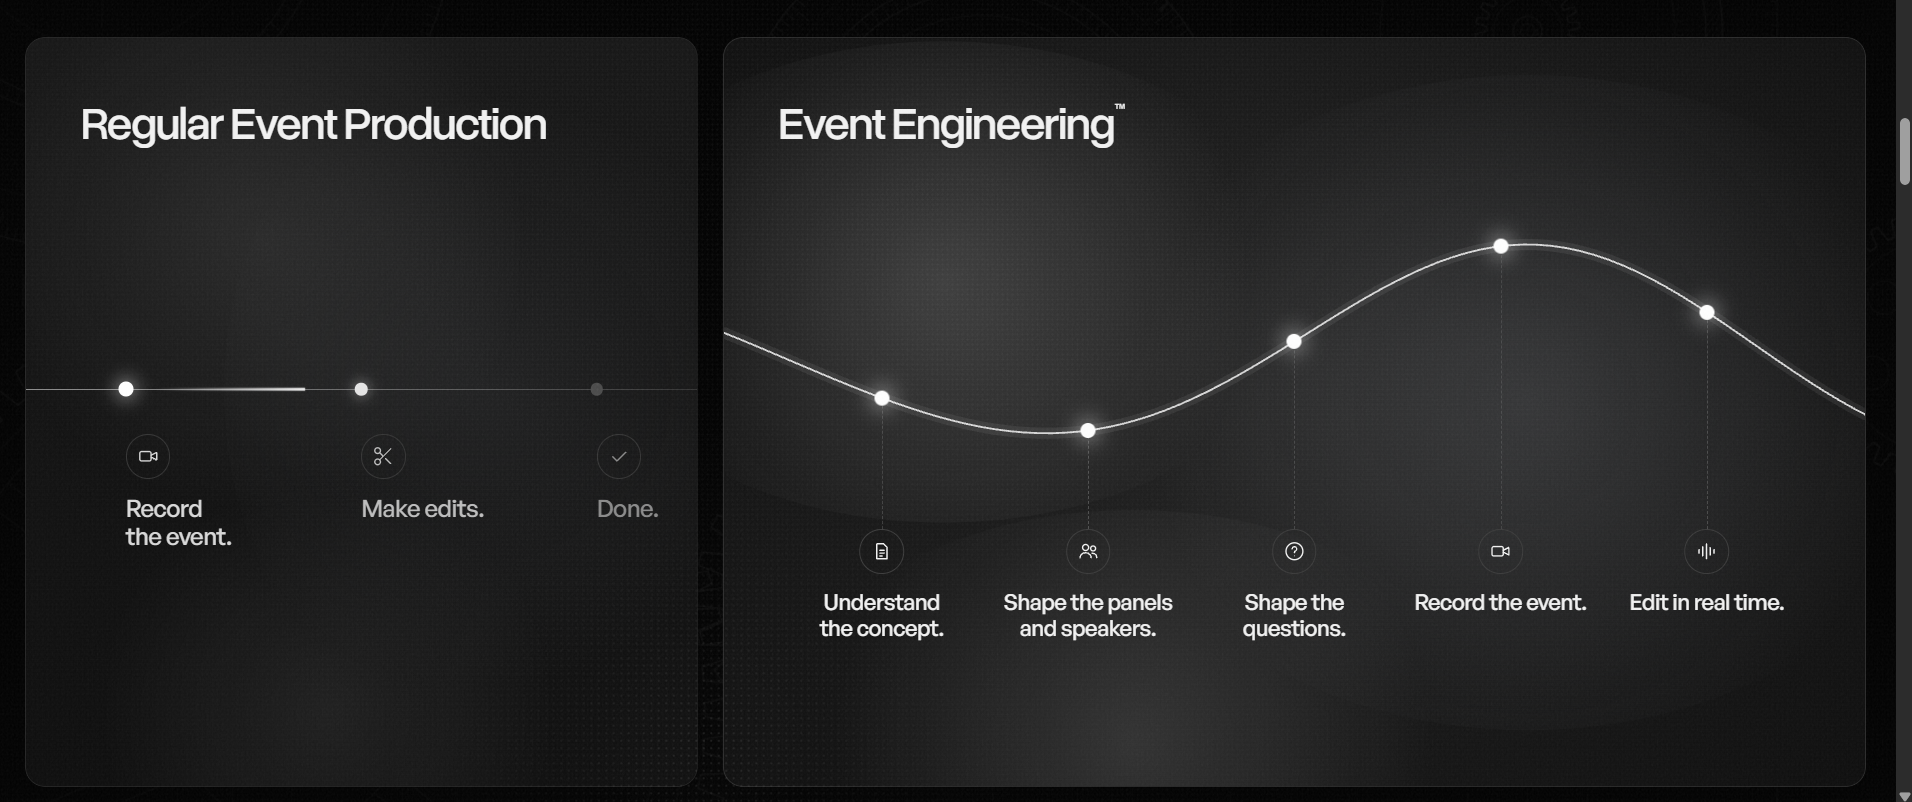 Regular Event Production
Record
the event.
Make edits.
Done.
Event Engineering™
Understand
the concept.
Shape the panels
and speakers.
Shape the
questions.
Record the event.
Edit in real time.